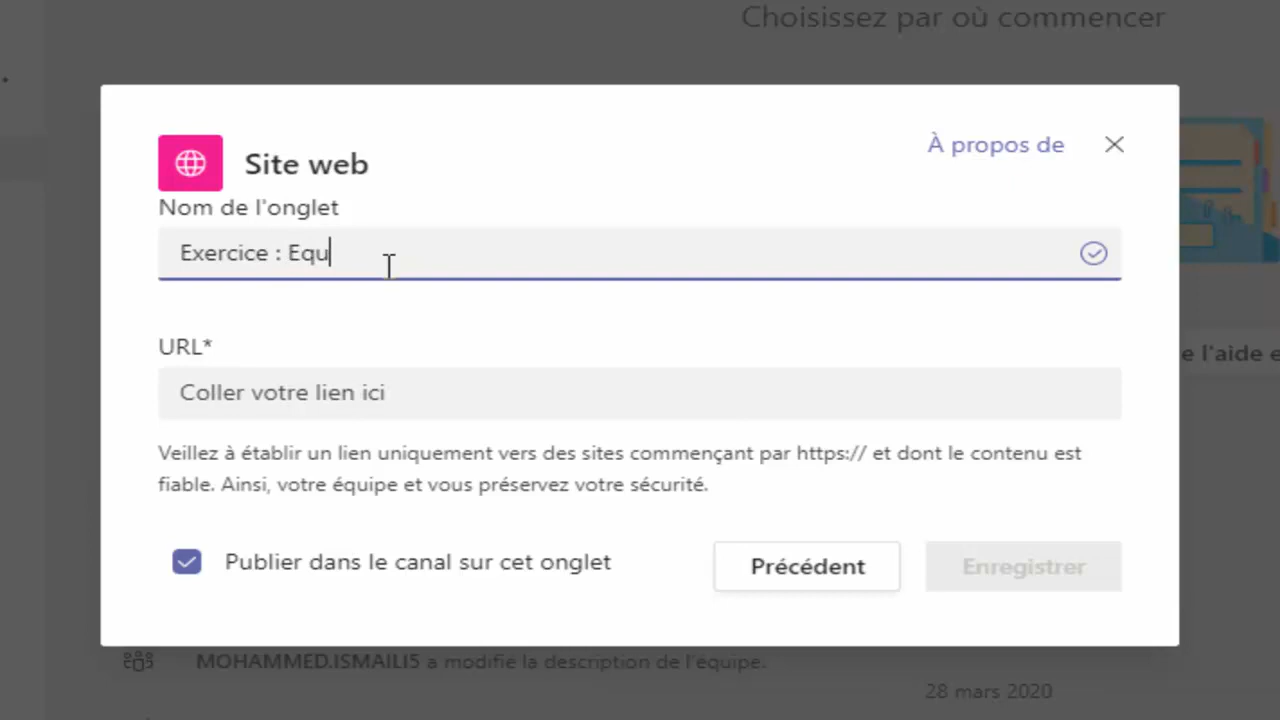 Choisissez par où commencer
À propos de
Site web
Nom de l'onglet
Exercice : Equ
URL*
Coller votre lien ici
e l'aide e
Veillez à établir un lien uniquement vers des sites commençant par https:// et dont le contenu est
fiable. Ainsi, votre équipe et vous préservez votre sécurité.
Publier dans le canal sur cet onglet
Précédent
Enregistrer
MOHAMMED.ISMAILI5 a modifié la description de l'équipe.
28 mars 2020